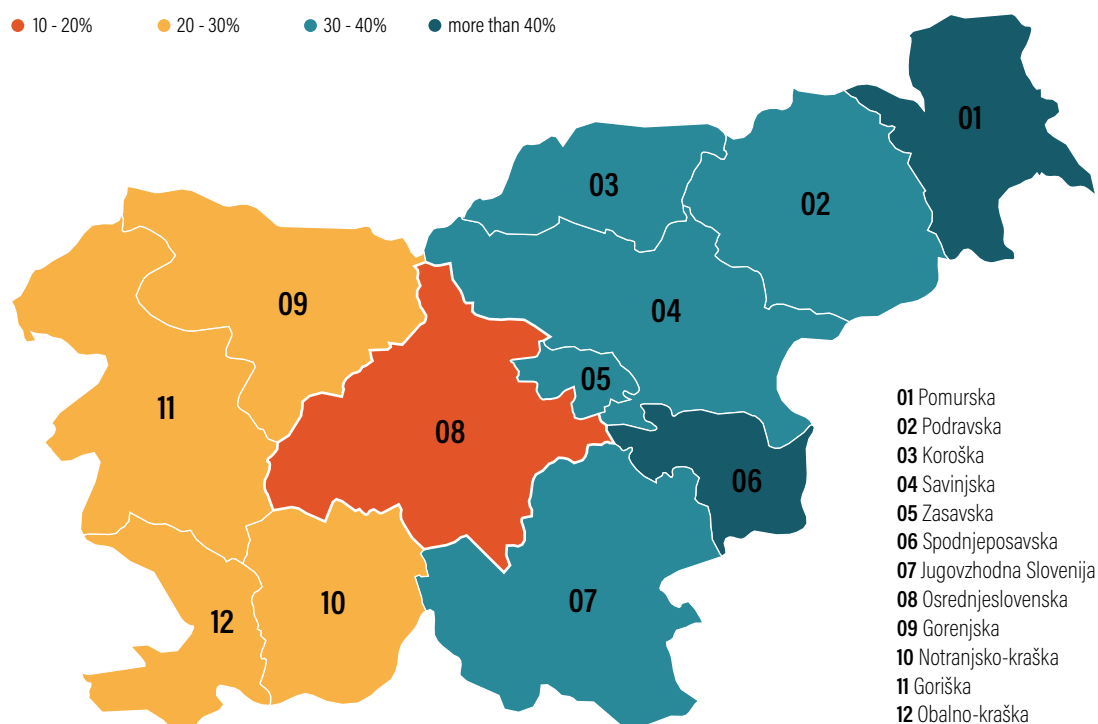 10 - 20% 20 - 30% 30 - 40% more than 40%
01
03
02
09
04
05
11
08
06
10
07
12
01 Pomurska
02 Podravska
03 Koroška
04 Savinjska
05 Zasavska
06 Spodnjeposavska
07 Jugovzhodna Slovenija
08 Osrednjeslovenska
09 Gorenjska
10 Notranjsko-kraška
11 Goriška
12 Obalno-kraška